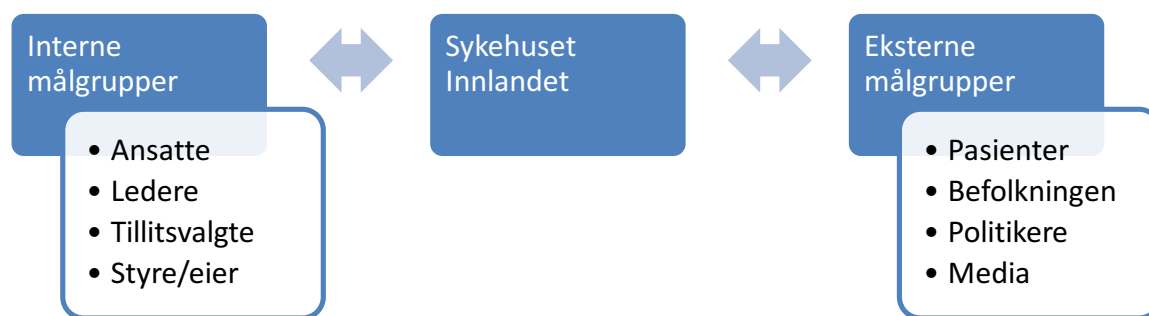 Interne
målgrupper
• Ansatte
• Ledere
• Tillitsvalgte
• Styre/eier
Sykehuset
Innlandet
Eksterne
målgrupper
• Pasienter
• Befolkningen
• Politikere
• Media